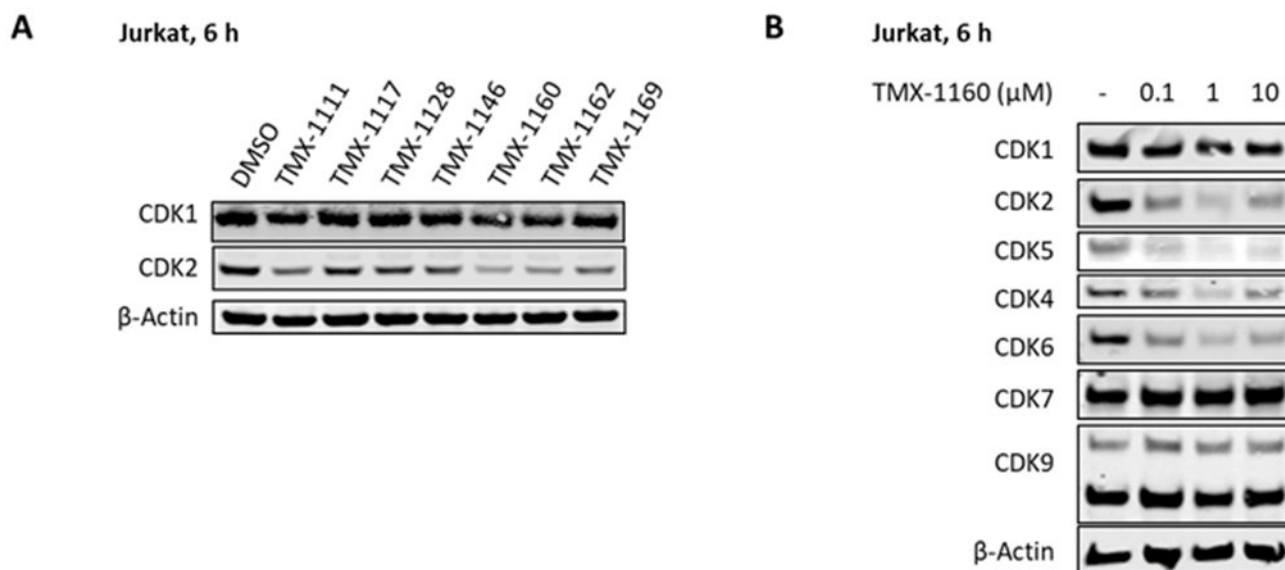 A
Jurkat, 6 h
DMSO
TMX-1111
TMX-1117
TMX-1128
TMX-1146
TMX-1160
TMX-1162
TMX-1169
CDK1
CDK2
β-Actin
B
Jurkat, 6 h
TMX-1160 (µM) - 0.1 1 10
CDK1
CDK2
CDK5
CDK4
CDK6
CDK7
CDK9
β-Actin